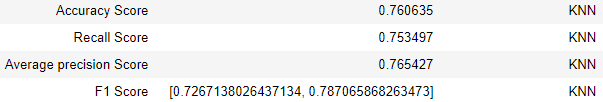 Accuracy Score 0.760635 KNN
Recall Score 0.753497 KNN
Average precision Score 0.765427 KNN
F1 Score [0.7267138026437134, 0.787065868263473] KNN